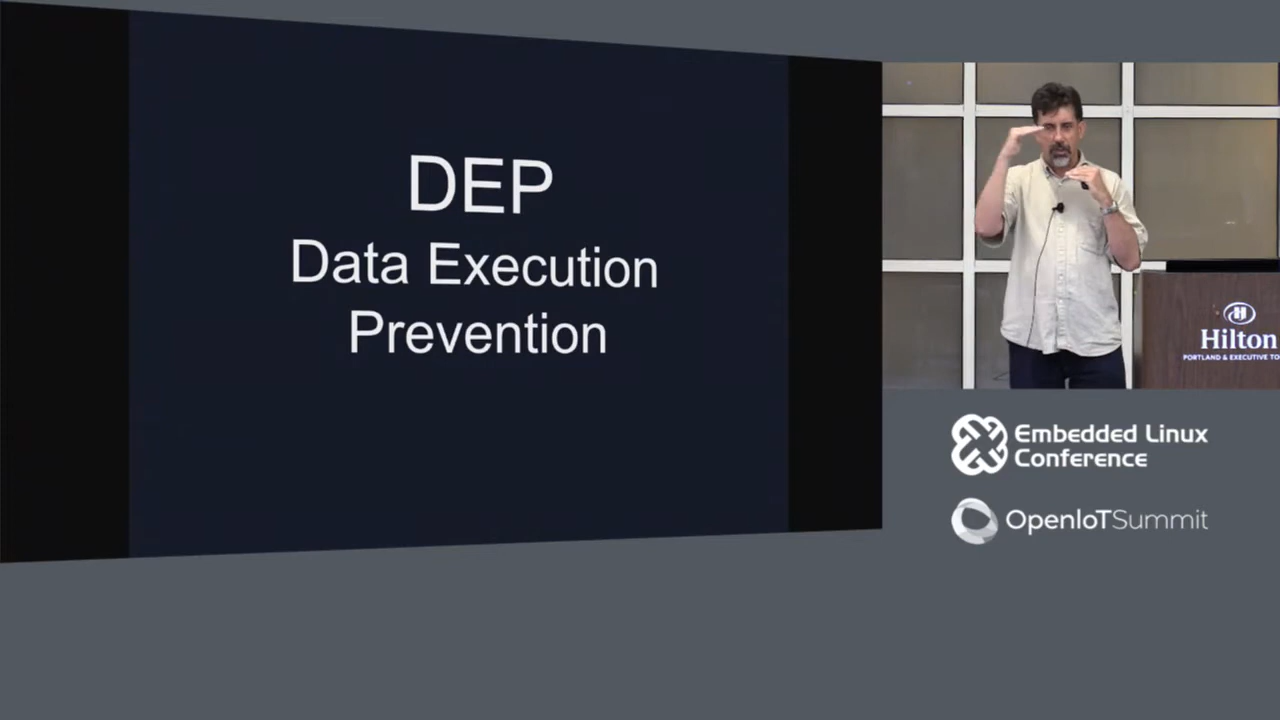 DEP
Data Execution
Prevention
Hilton
Embedded Linux
Conference
OpenIoTSummit